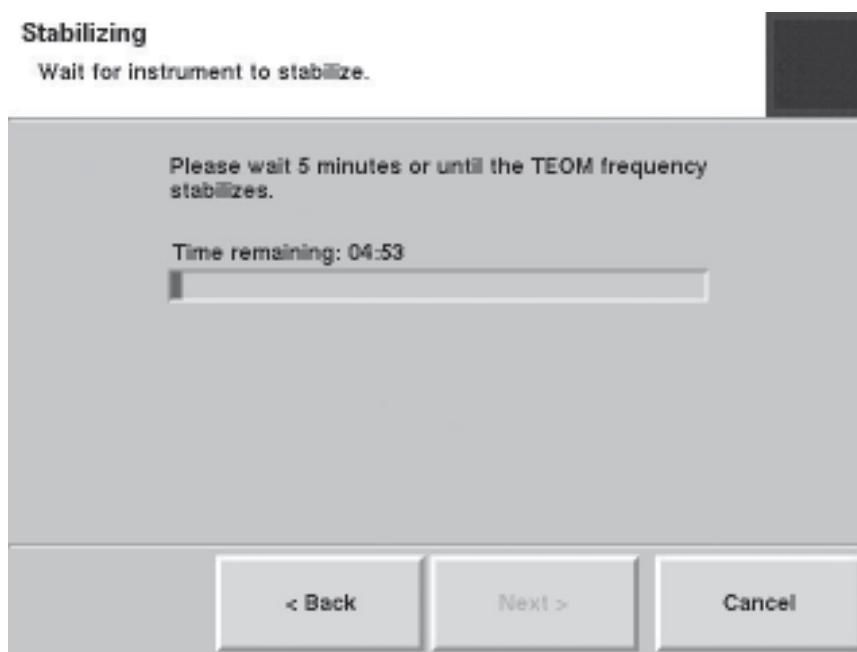 Stabilizing
Wait for instrument to stabilize.
Please wait 5 minutes or until the TEOM frequency
stabilizes.
Time remaining: 04:53
< Back
Next >
Cancel